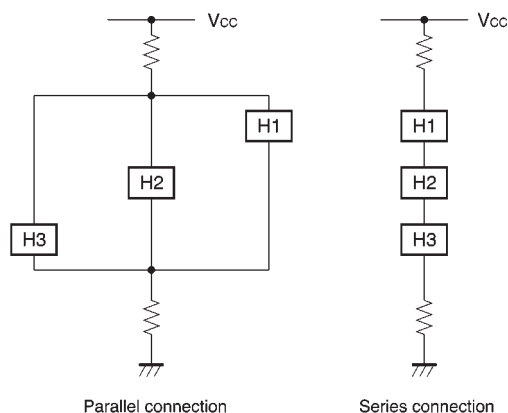 Vcc
Vcc
H1
H1
H2
H2
H3
H3
Parallel connection
Series connection